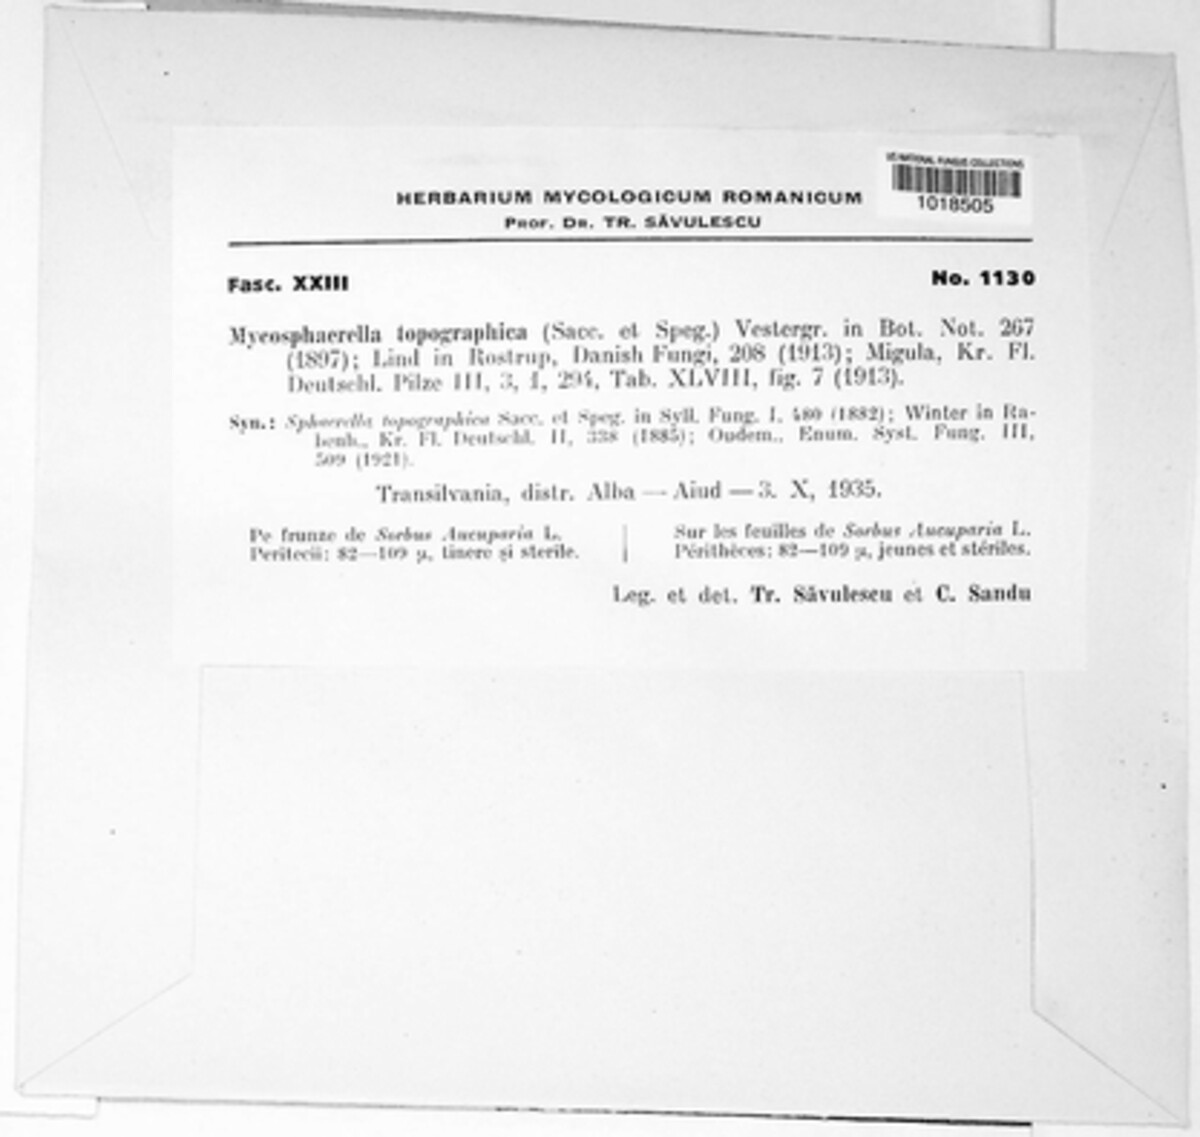 US NATIONAL FUNGUS COLLECTIONS
1018505
HERBARIUM MYCOLOGICUM ROMANICUM
PROF. DR. TR. SĂVULESCU
Fasc. XXIII No. 1130
Mycosphaerella topographica (Sacc. et Speg.) Vestergr. in Bot. Not. 267
(1897); Lind in Rostrup, Danish Fungi, 208 (1913); Migula, Kr. Fl.
Deutschl. Pilze III, 3, 1, 294, Tab. XLVIII, fig. 7 (1913).
Syn.: Sphaerella topographica Sacc. et Speg. in Syll. Fung. I. 480 (1882); Winter in Ra-
benh., Kr. Fl. Deutschl. II, 338 (1885); Oudem., Enum. Syst. Fung. III,
509 (1921).
Transilvania, distr. Alba — Aiud — 3. X, 1935.
Pe frunze de Sorbus Aucuparia L.
Peritecii: 82—109 µ, tinere și sterile.
Sur les feuilles de Sorbus Aucuparia L.
Périthèces: 82—109 µ, jeunes et stériles.
Leg. et det. Tr. Săvulescu et C. Sandu